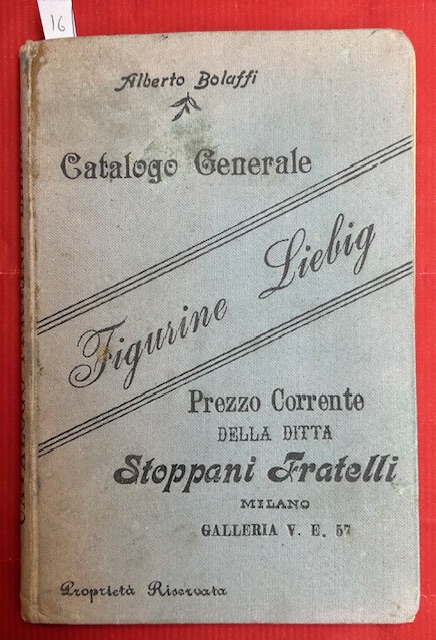 16
Alberto Bolaffi
Catalogo Generale
Figurine Liebig
Prezzo Corrente
DELLA DITTA
Stoppani Fratelli
MILANO
GALLERIA V. E. 57
Proprietà Riservata